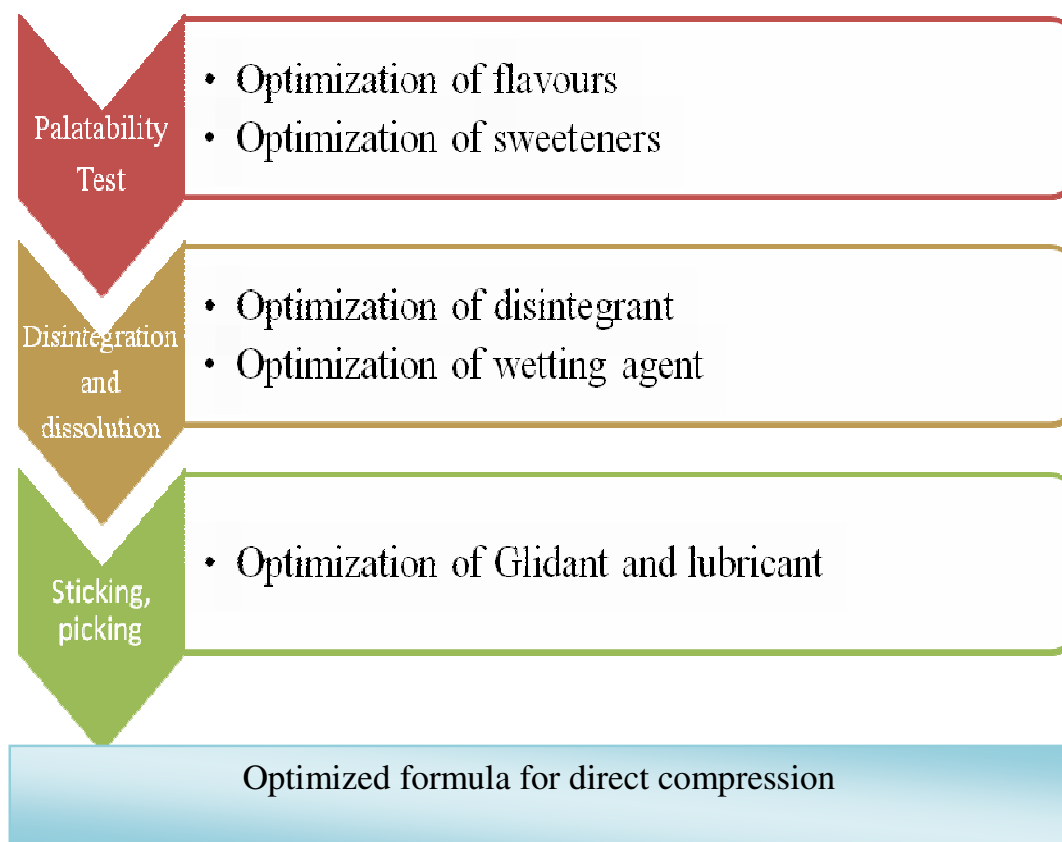 Palatability
Test
• Optimization of flavours
• Optimization of sweeteners
Disintegration
and
dissolution
• Optimization of disintegrant
• Optimization of wetting agent
Sticking,
picking
• Optimization of Glidant and lubricant
Optimized formula for direct compression